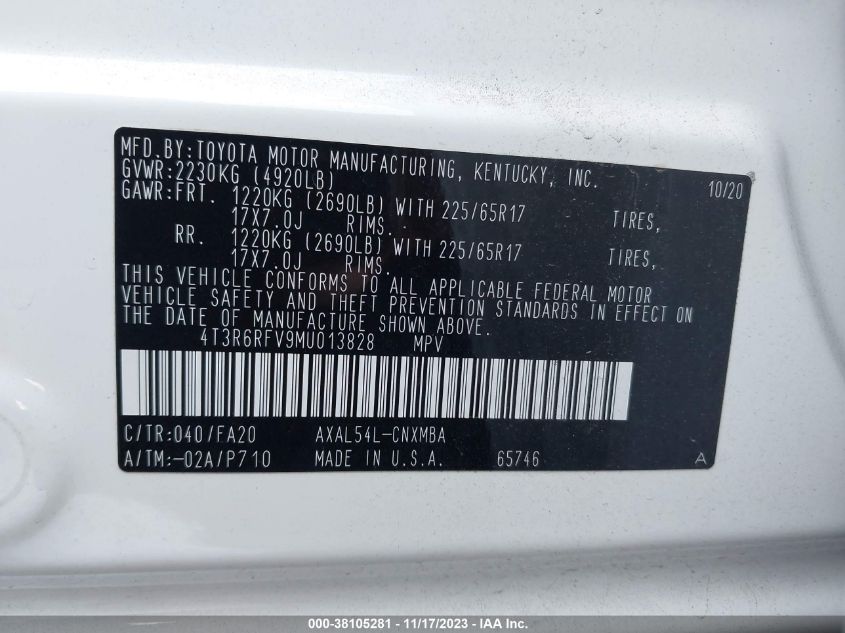 MFD.BY:TOYOTA MOTOR MANUFACTURING, KENTUCKY, INC. 10/20
GVWR:2230KG (4920LB)
GAWR:FRT. 1220KG (2690LB) WITH 225/65R17 TIRES,
17X7.0J RIMS.
RR. 1220KG (2690LB) WITH 225/65R17 TIRES,
17X7.0J RIMS.
THIS VEHICLE CONFORMS TO ALL APPLICABLE FEDERAL MOTOR
VEHICLE SAFETY AND THEFT PREVENTION STANDARDS IN EFFECT ON
THE DATE OF MANUFACTURE SHOWN ABOVE.
4T3R6RFV9MU013828 MPV
C/TR:040/FA20 AXAL54L-CNXMBA
A/TM:-02A/P710 MADE IN U.S.A. 65746 A
000-38105281 - 11/17/2023 - IAA Inc.